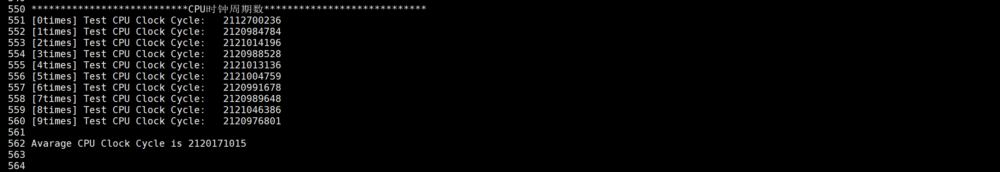 550 ***************************CPU时钟周期数****************************
551 [0times] Test CPU Clock Cycle:   2112700236
552 [1times] Test CPU Clock Cycle:   2120984784
553 [2times] Test CPU Clock Cycle:   2121014196
554 [3times] Test CPU Clock Cycle:   2120988528
555 [4times] Test CPU Clock Cycle:   2121013136
556 [5times] Test CPU Clock Cycle:   2121004759
557 [6times] Test CPU Clock Cycle:   2120991678
558 [7times] Test CPU Clock Cycle:   2120989648
559 [8times] Test CPU Clock Cycle:   2121046386
560 [9times] Test CPU Clock Cycle:   2120976801
561
562 Avarage CPU Clock Cycle is 2120171015
563
564